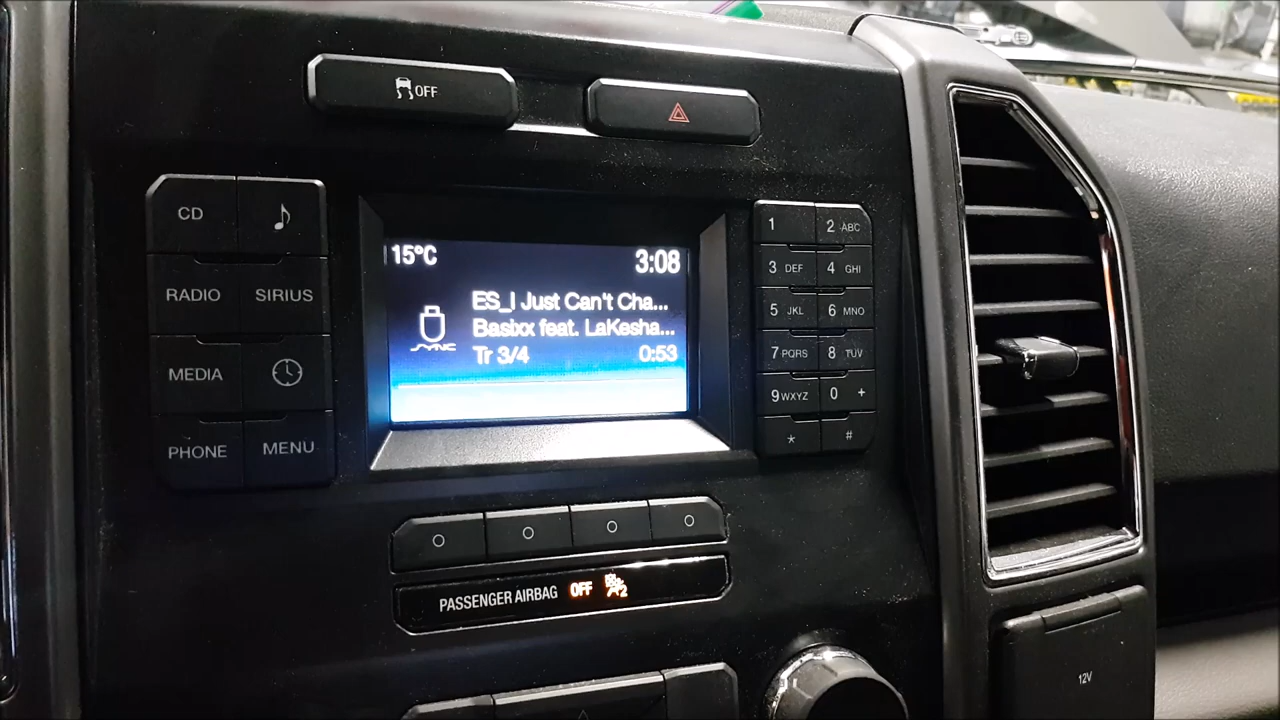 OFF
CD
RADIO SIRIUS
MEDIA
PHONE MENU
15°C 3:08
ES_I Just Can't Cha...
Basixx feat. LaKesha...
SYNC
Tr 3/4 0:53
1 2 ABC
3 DEF 4 GHI
5 JKL 6 MNO
7 PQRS 8 TUV
9 WXYZ 0 +
* #
PASSENGER AIRBAG OFF 2
12V